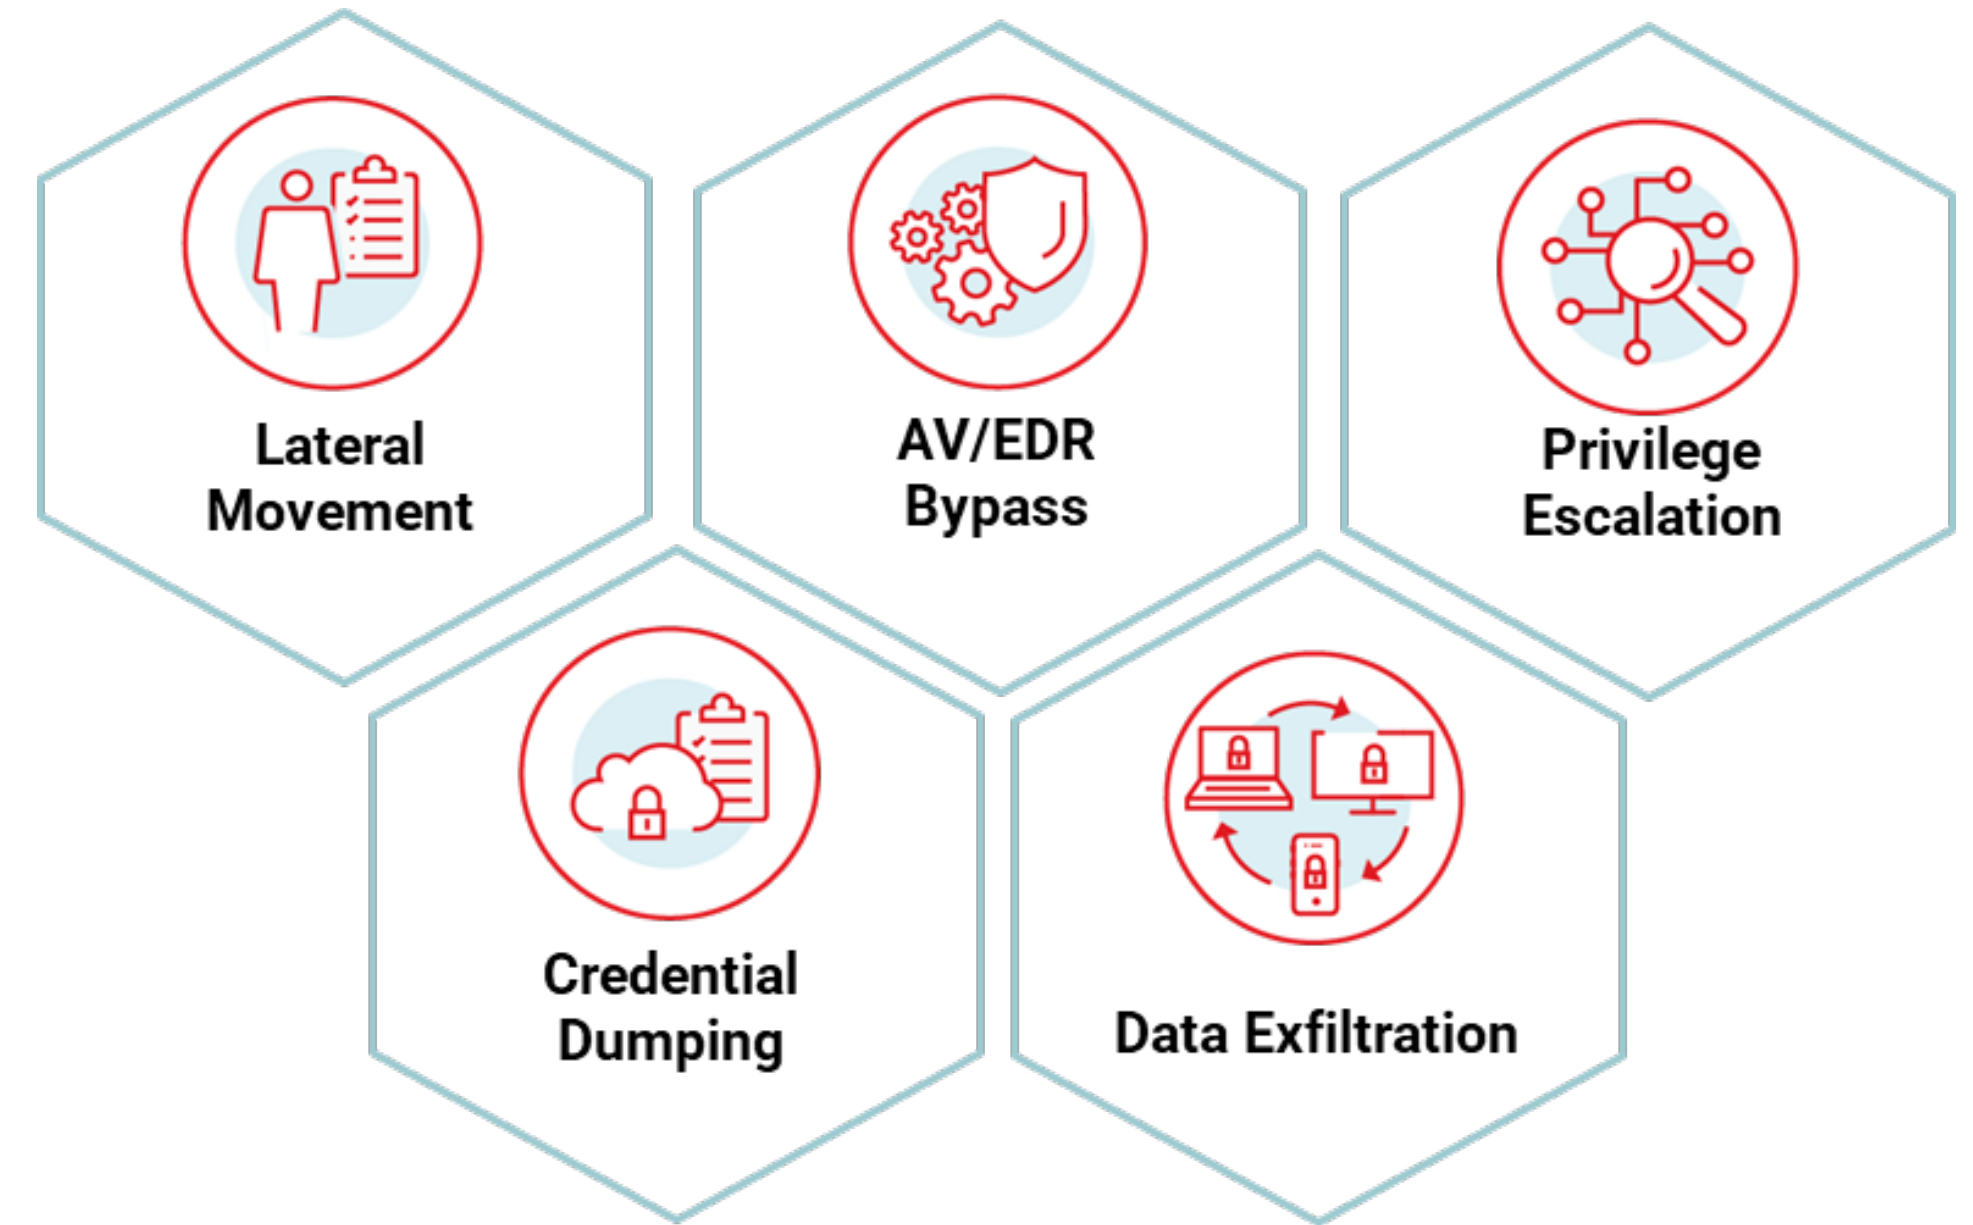 Lateral
Movement
AV/EDR
Bypass
Privilege
Escalation
Credential
Dumping
Data Exfiltration